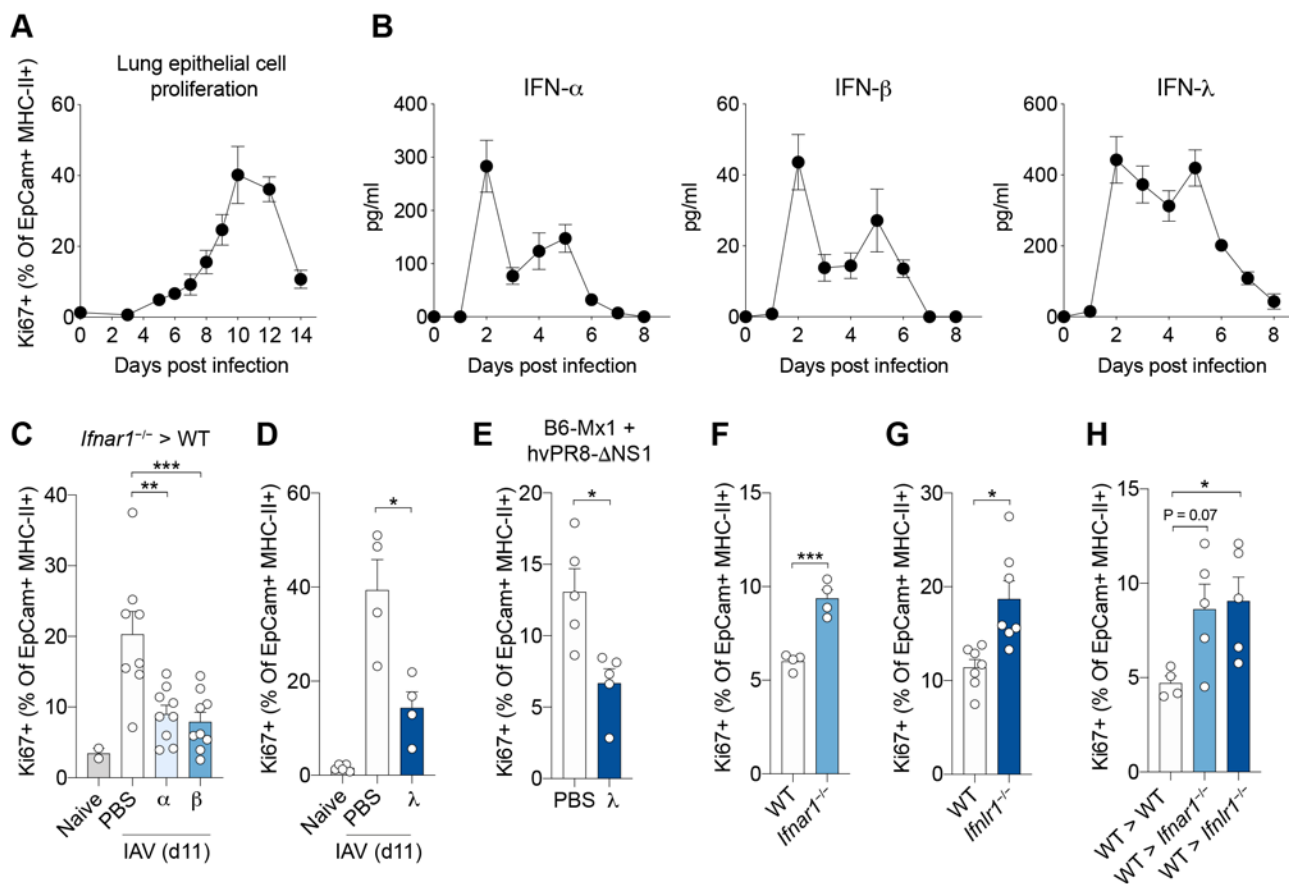 A
Lung epithelial cell
proliferation
Ki67+ (% Of EpCam+ MHC-II+)
60
40
20
0
0 2 4 6 8 10 12 14
Days post infection
B
IFN-α
pg/ml
400
300
200
100
0
0 2 4 6 8
Days post infection
IFN-β
pg/ml
60
40
20
0
0 2 4 6 8
Days post infection
IFN-λ
pg/ml
600
400
200
0
0 2 4 6 8
Days post infection
C
Ifnar1−/− > WT
***
**
Ki67+ (% Of EpCam+ MHC-II+)
40
30
20
10
0
Naive PBS α β
IAV (d11)
D
*
Ki67+ (% Of EpCam+ MHC-II+)
60
40
20
0
Naive PBS λ
IAV (d11)
E
B6-Mx1 +
hvPR8-ΔNS1
*
Ki67+ (% Of EpCam+ MHC-II+)
20
15
10
5
0
PBS λ
F
***
Ki67+ (% Of EpCam+ MHC-II+)
15
10
5
0
WT Ifnar1−/−
G
*
Ki67+ (% Of EpCam+ MHC-II+)
30
20
10
0
WT Ifnlr1−/−
H
*
P = 0.07
Ki67+ (% Of EpCam+ MHC-II+)
15
10
5
0
WT > WT
WT > Ifnar1−/−
WT > Ifnlr1−/−